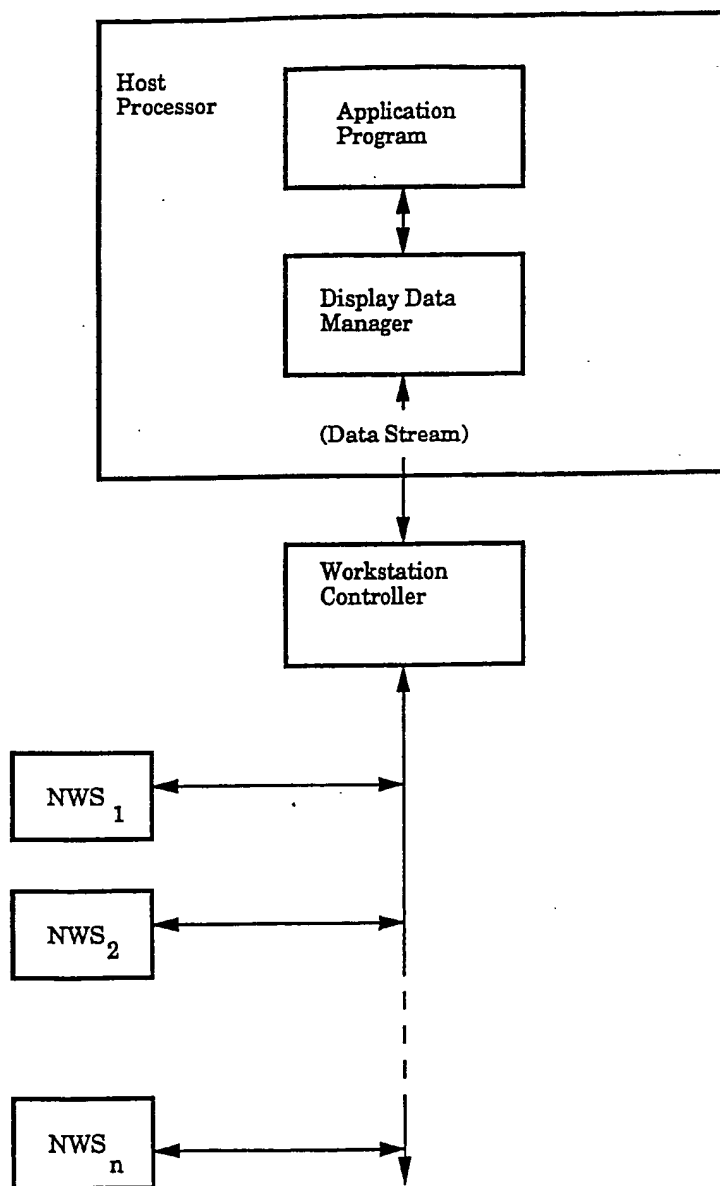 Host
Processor
Application
Program
Display Data
Manager
(Data Stream)
Workstation
Controller
NWS 1
NWS 2
NWS n